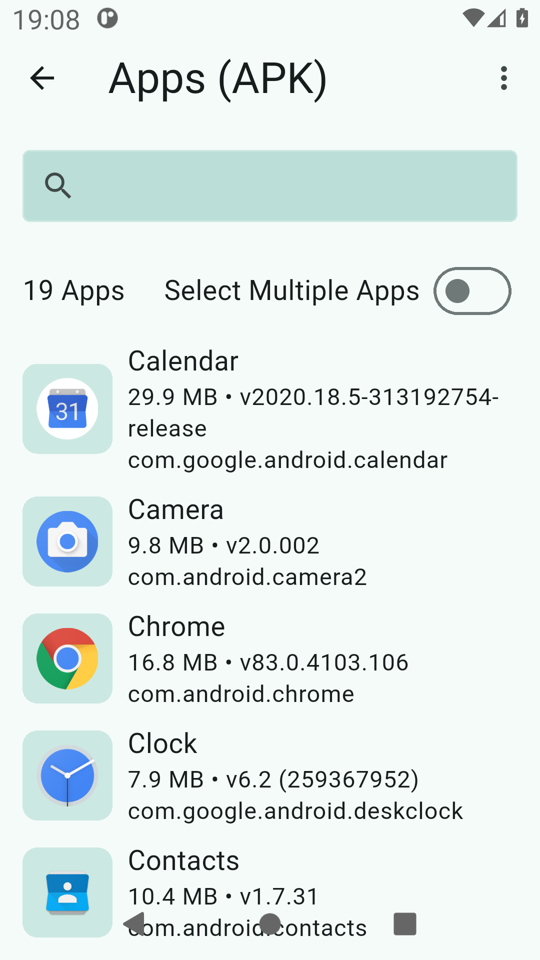 19:08
Apps (APK)
19 Apps
Select Multiple Apps
Calendar
29.9 MB • v2020.18.5-313192754-
release
com.google.android.calendar
31
Camera
9.8 MB • v2.0.002
com.android.camera2
Chrome
16.8 MB • v83.0.4103.106
com.android.chrome
Clock
7.9 MB • v6.2 (259367952)
com.google.android.deskclock
Contacts
10.4 MB • v1.7.31
com.android.contacts